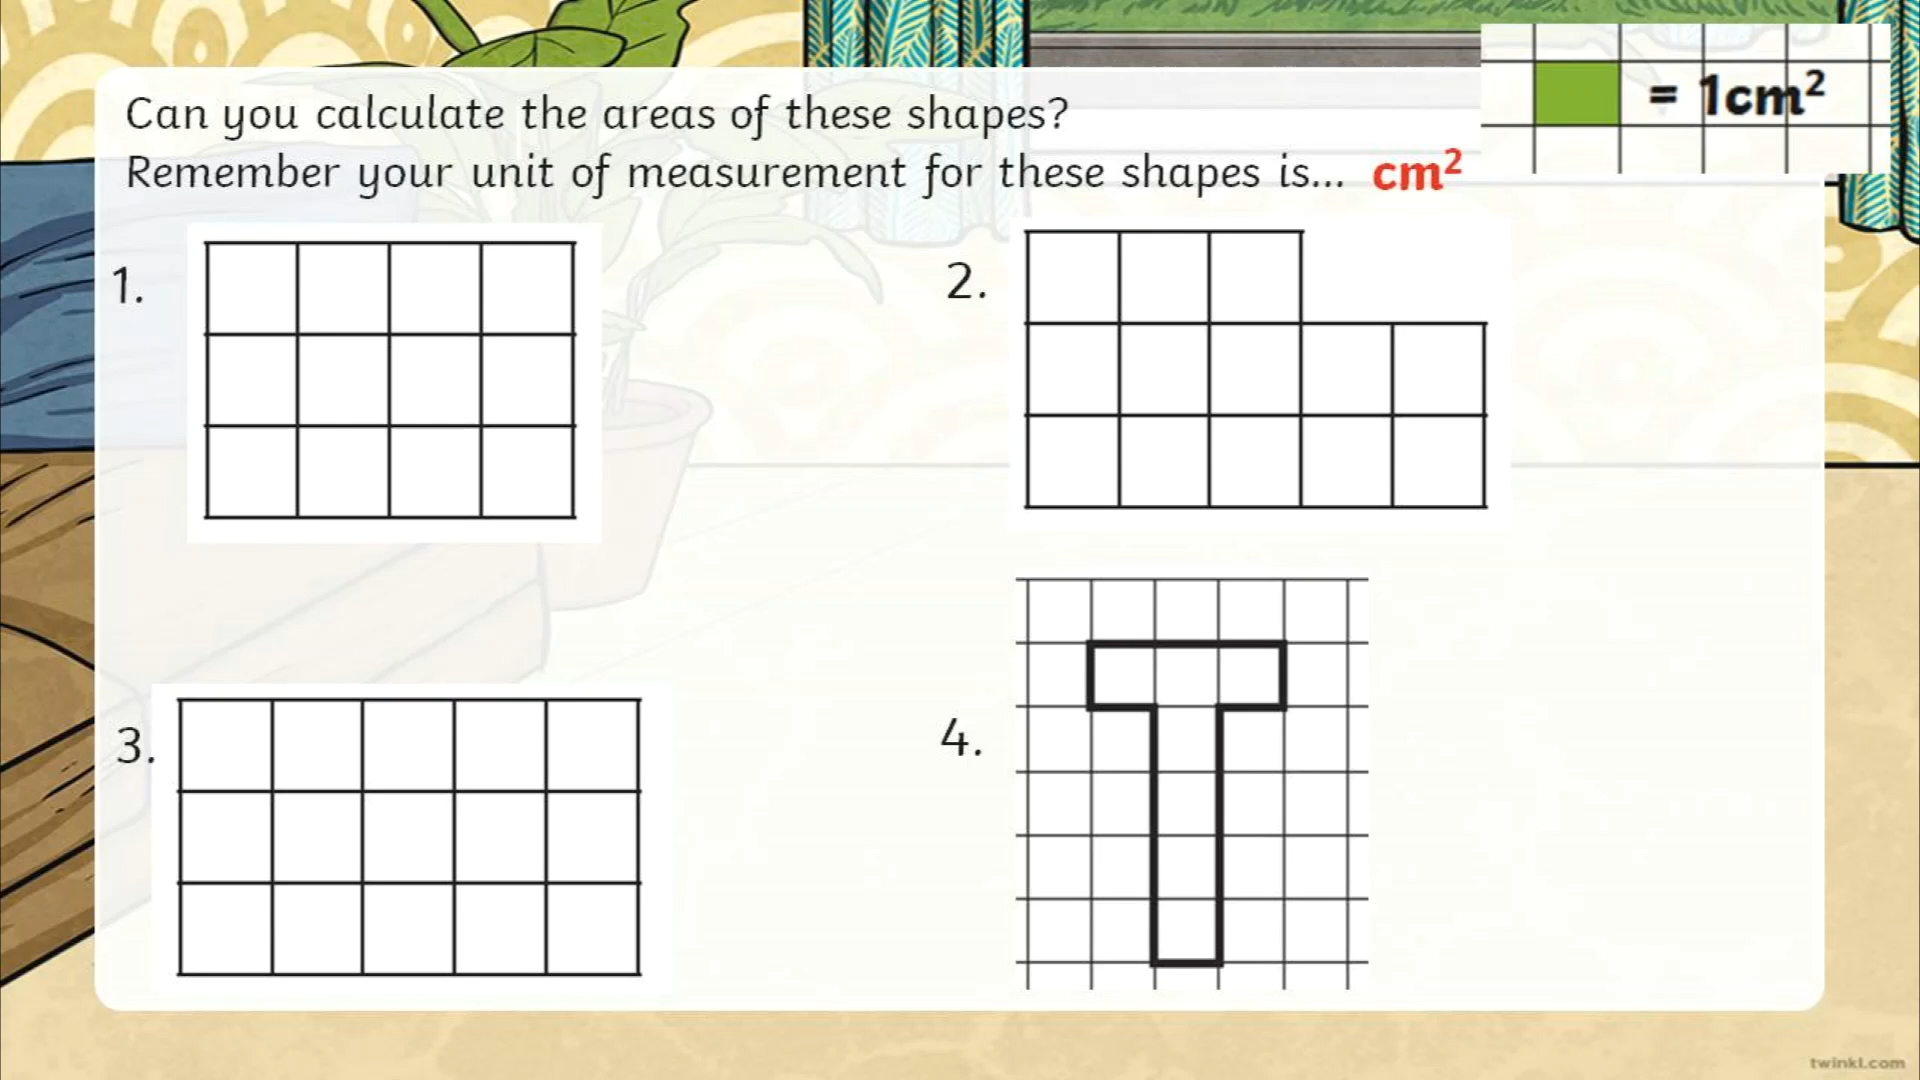 Can you calculate the areas of these shapes?
Remember your unit of measurement for these shapes is... cm²
= 1cm²
1.
2.
3.
4.
twinkl.com